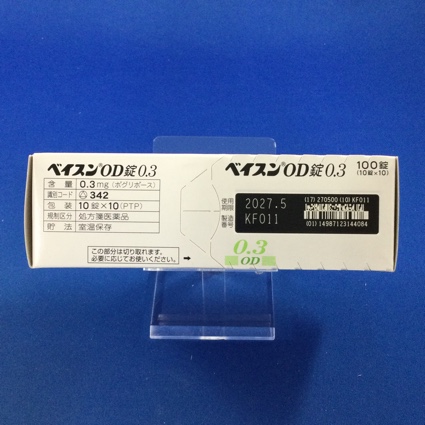 ベイスン®OD錠0.3
含量 0.3mg(ボグリボース)
識別コード 342
包装 10錠×10(PTP)
規制区分 処方箋医薬品
貯法 室温保存
この部分は切り取れます。
必要に応じてお使いください。
ベイスン®OD錠0.3
100錠
(10錠×10)
使用期限 2027.5
製造番号 KF011
(17) 270500 (10) KF011
(01) 14987123144084
0.3
OD